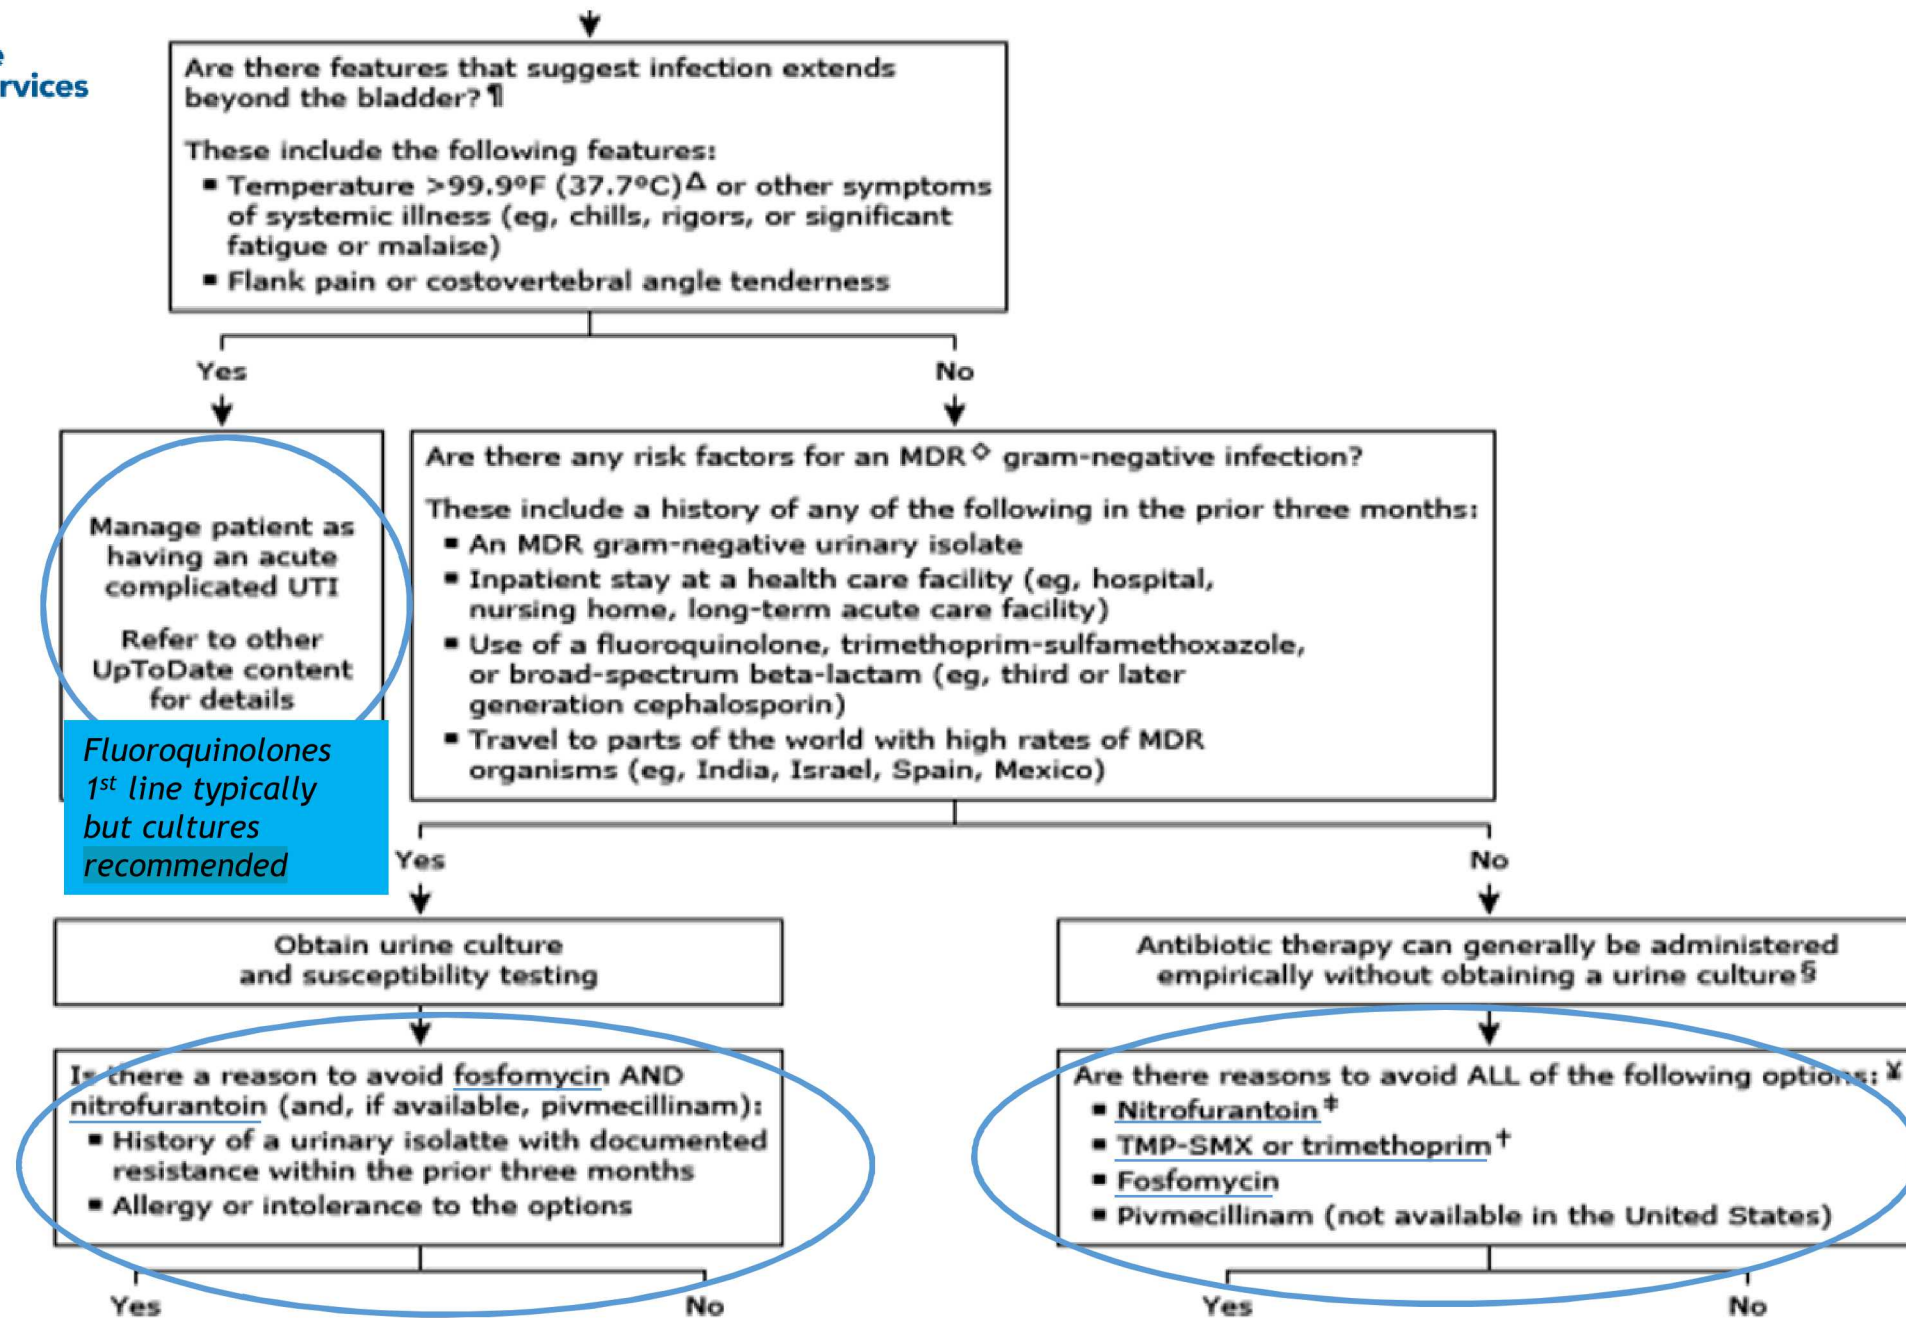 rvices
Are there features that suggest infection extends
beyond the bladder? ¶
These include the following features:
▪ Temperature >99.9ºF (37.7ºC)Δ or other symptoms
of systemic illness (eg, chills, rigors, or significant
fatigue or malaise)
▪ Flank pain or costovertebral angle tenderness
Yes
No
Manage patient as
having an acute
complicated UTI
Refer to other
UpToDate content
for details
Fluoroquinolones
1st line typically
but cultures
recommended
Are there any risk factors for an MDR◇ gram-negative infection?
These include a history of any of the following in the prior three months:
▪ An MDR gram-negative urinary isolate
▪ Inpatient stay at a health care facility (eg, hospital,
nursing home, long-term acute care facility)
▪ Use of a fluoroquinolone, trimethoprim-sulfamethoxazole,
or broad-spectrum beta-lactam (eg, third or later
generation cephalosporin)
▪ Travel to parts of the world with high rates of MDR
organisms (eg, India, Israel, Spain, Mexico)
Yes
No
Obtain urine culture
and susceptibility testing
Is there a reason to avoid fosfomycin AND
nitrofurantoin (and, if available, pivmecillinam):
▪ History of a urinary isolatte with documented
resistance within the prior three months
▪ Allergy or intolerance to the options
Yes
No
Antibiotic therapy can generally be administered
empirically without obtaining a urine culture§
Are there reasons to avoid ALL of the following options: ¥
▪ Nitrofurantoin‡
▪ TMP-SMX or trimethoprim†
▪ Fosfomycin
▪ Pivmecillinam (not available in the United States)
Yes
No